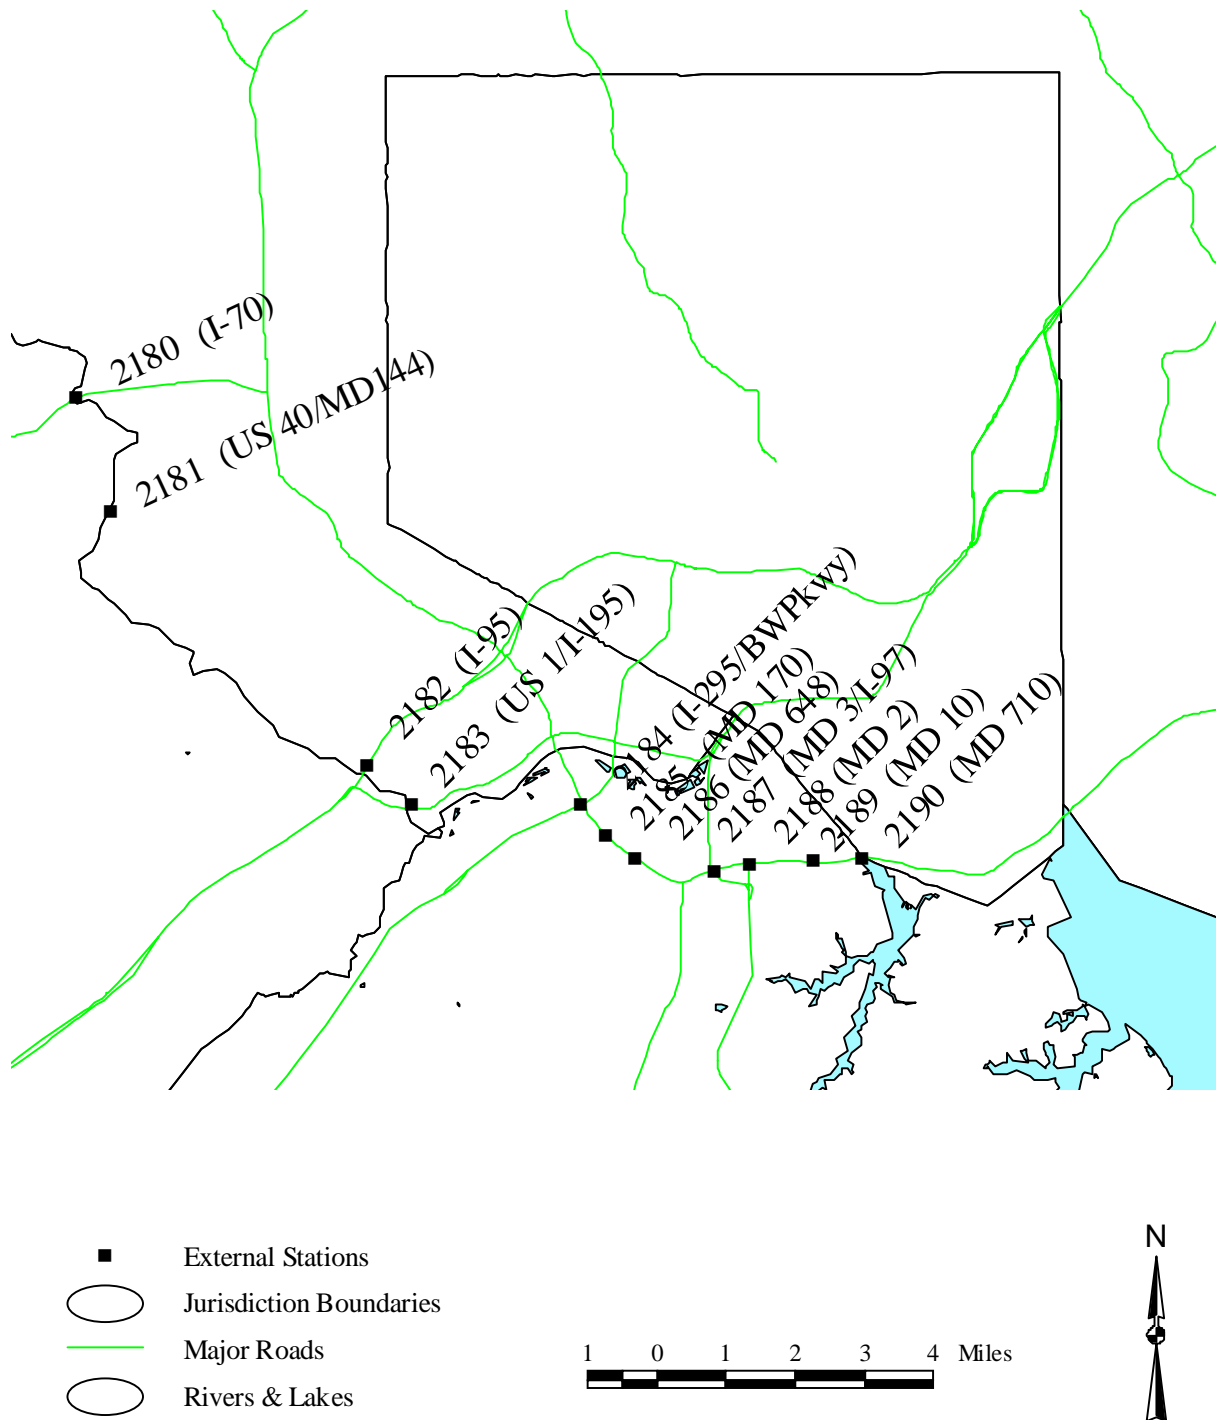 2180 (I-70)
2181 (US 40/MD144)
2182 (I-95)
2183 (US 1/I-195)
2184 (I-295/BWPkwy)
2185 (MD 170)
2186 (MD 648)
2187 (MD 3/I-97)
2188 (MD 2)
2189 (MD 10)
2190 (MD 710)
N
External Stations
Jurisdiction Boundaries
Major Roads
Rivers & Lakes
1 0 1 2 3 4 Miles